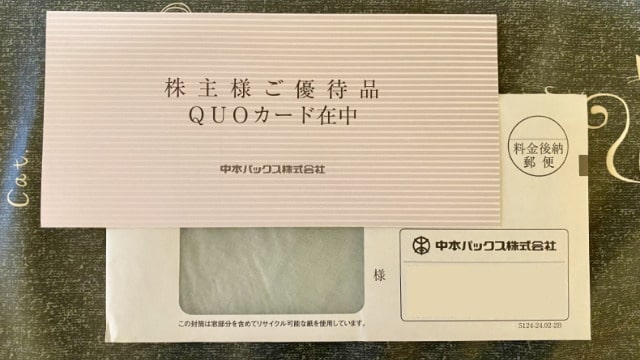 株主様ご優待品
QUOカード在中
中本パックス株式会社
料金後納
郵便
中本パックス株式会社
様
この封筒は窓部分を含めてリサイクル可能な紙を使用しています。
5124-24.02-2B
Cat